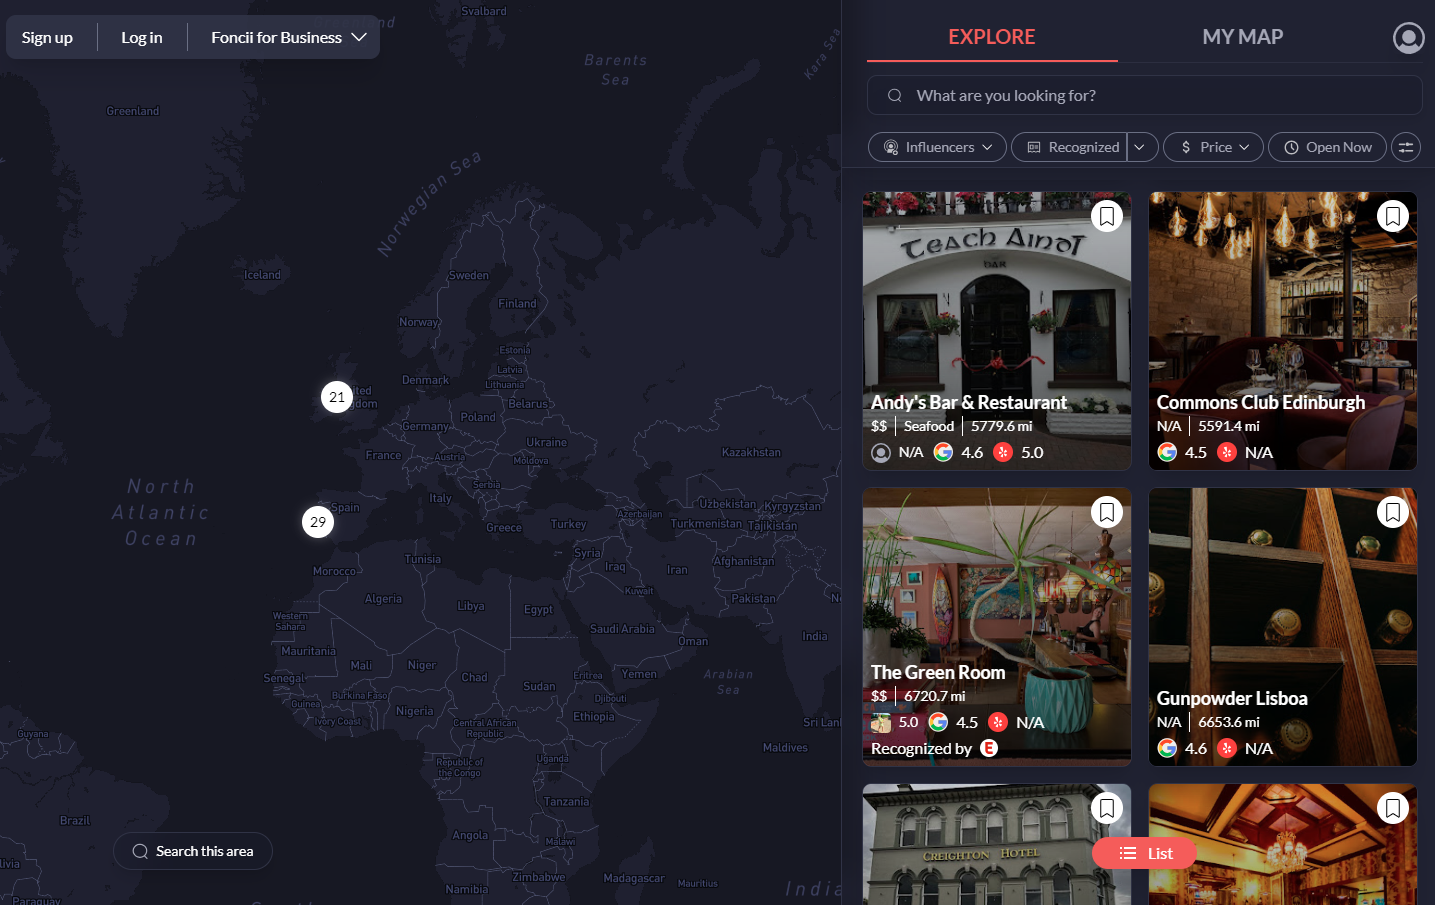 Sign up
Log in
Foncii for Business
Svalbard
Barents
Sea
Kara Sea
Greenland
Norwegian Sea
Iceland
Sweden
Finland
Norway
Estonia
Latvia
Lithuania
Denmark
21
Belarus
Poland
Germany
Ukraine
Kazakhstan
France
Austria
Moldova
Serbia
Italy
North
Atlantic
Ocean
Spain
29
Greece
Turkey
Azerbaijan
Uzbekistan
Kyrgyzstan
Turkmenistan
Tajikistan
Tunisia
Syria
Afghanistan
Morocco
Iraq
Iran
Kuwait
Algeria
Libya
Egypt
Pakistan
Western
Sahara
Saudi Arabia
Oman
India
Mauritania
Mali
Niger
Chad
Sudan
Eritrea
Yemen
Arabian
Sea
Senegal
Burkina Faso
Djibouti
Guinea
Nigeria
Ethiopia
Ivory Coast
Central African
Republic
Sri Lan
Guyana
Maldives
Republic of
the Congo
Uganda
Tanzania
Brazil
Angola
Malawi
Zimbabwe
Madagascar
Mauritius
Namibia
India
Paraguay
Search this area
EXPLORE
MY MAP
What are you looking for?
Influencers
Recognized
$ Price
Open Now
Teach Aindí
BAR
Andy's Bar & Restaurant
$$ | Seafood | 5779.6 mi
N/A 4.6 5.0
Commons Club Edinburgh
N/A | 5591.4 mi
4.5 N/A
The Green Room
$$ | 6720.7 mi
5.0 4.5 N/A
Recognized by E
Gunpowder Lisboa
N/A | 6653.6 mi
4.6 N/A
CREIGHTON HOTEL
List